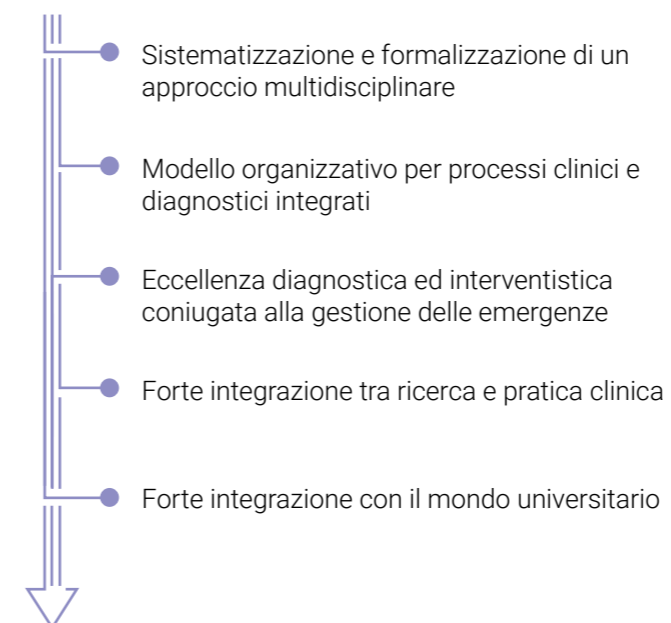 Sistematizzazione e formalizzazione di un
approccio multidisciplinare
Modello organizzativo per processi clinici e
diagnostici integrati
Eccellenza diagnostica ed interventistica
coniugata alla gestione delle emergenze
Forte integrazione tra ricerca e pratica clinica
Forte integrazione con il mondo universitario